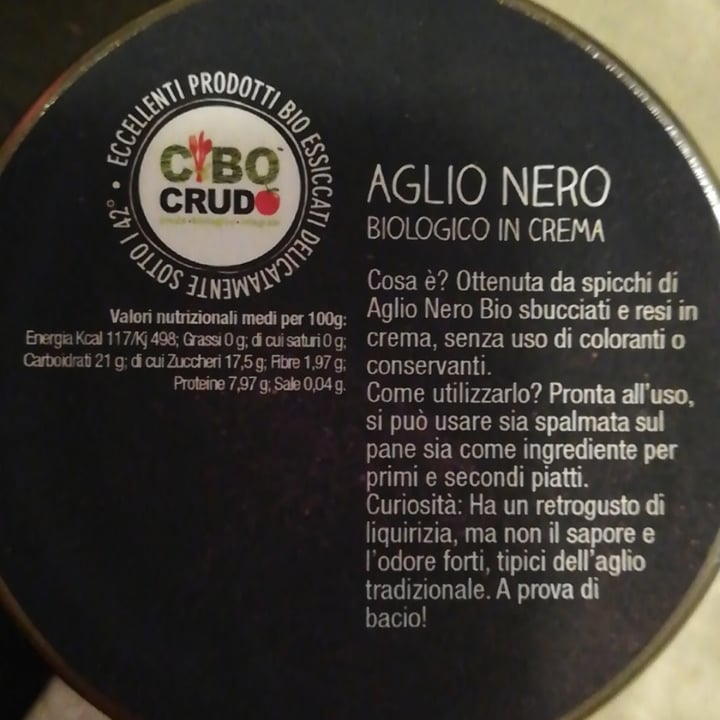 ECCELLENTI PRODOTTI BIO ESSICCATI DELICATAMENTE SOTTO I 42° •
CIBO
CRUDO
Valori nutrizionali medi per 100g:
Energia Kcal 117/Kj 498; Grassi 0 g; di cui saturi 0 g;
Carboidrati 21 g; di cui Zuccheri 17,5 g; Fibre 1,97 g;
Proteine 7,97 g; Sale 0,04 g.
AGLIO NERO
BIOLOGICO IN CREMA
Cosa è? Ottenuta da spicchi di
Aglio Nero Bio sbucciati e resi in
crema, senza uso di coloranti o
conservanti.
Come utilizzarlo? Pronta all'uso,
si può usare sia spalmata sul
pane sia come ingrediente per
primi e secondi piatti.
Curiosità: Ha un retrogusto di
liquirizia, ma non il sapore e
l'odore forti, tipici dell'aglio
tradizionale. A prova di
bacio!